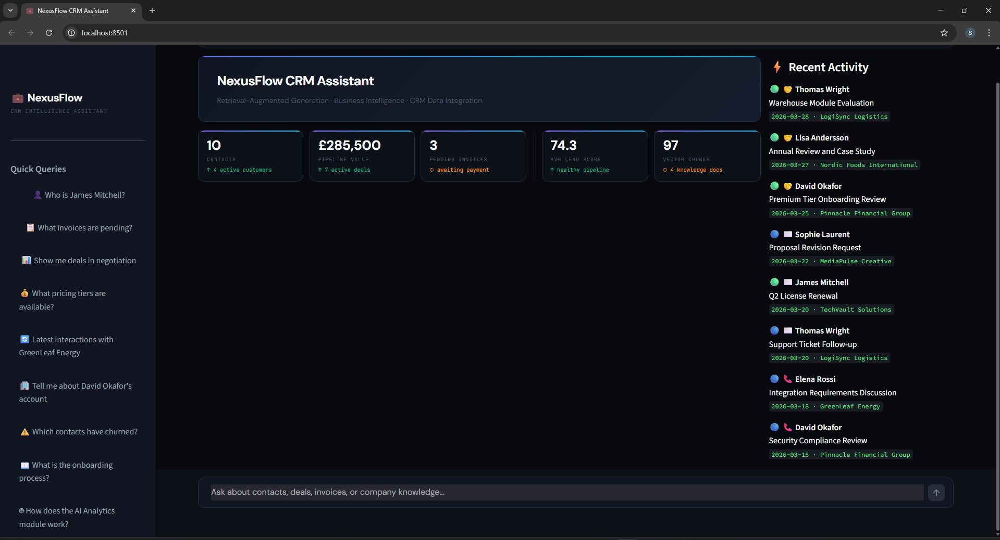 NexusFlow CRM Assistant
localhost:8501
S
NexusFlow
CRM INTELLIGENCE ASSISTANT
Quick Queries
Who is James Mitchell?
What invoices are pending?
Show me deals in negotiation
What pricing tiers are
available?
Latest interactions with
GreenLeaf Energy
Tell me about David Okafor's
account
Which contacts have churned?
What is the onboarding
process?
How does the AI Analytics
module work?
NexusFlow CRM Assistant
Retrieval-Augmented Generation · Business Intelligence · CRM Data Integration
10
CONTACTS
↑ 4 active customers
£285,500
PIPELINE VALUE
↑ 7 active deals
3
PENDING INVOICES
○ awaiting payment
74.3
AVG LEAD SCORE
↑ healthy pipeline
97
VECTOR CHUNKS
○ 4 knowledge docs
Recent Activity
Thomas Wright
Warehouse Module Evaluation
2026-03-28 · LogiSync Logistics
Lisa Andersson
Annual Review and Case Study
2026-03-27 · Nordic Foods International
David Okafor
Premium Tier Onboarding Review
2026-03-25 · Pinnacle Financial Group
Sophie Laurent
Proposal Revision Request
2026-03-22 · MediaPulse Creative
James Mitchell
Q2 License Renewal
2026-03-20 · TechVault Solutions
Thomas Wright
Support Ticket Follow-up
2026-03-20 · LogiSync Logistics
Elena Rossi
Integration Requirements Discussion
2026-03-18 · GreenLeaf Energy
David Okafor
Security Compliance Review
2026-03-15 · Pinnacle Financial Group
Ask about contacts, deals, invoices, or company knowledge...